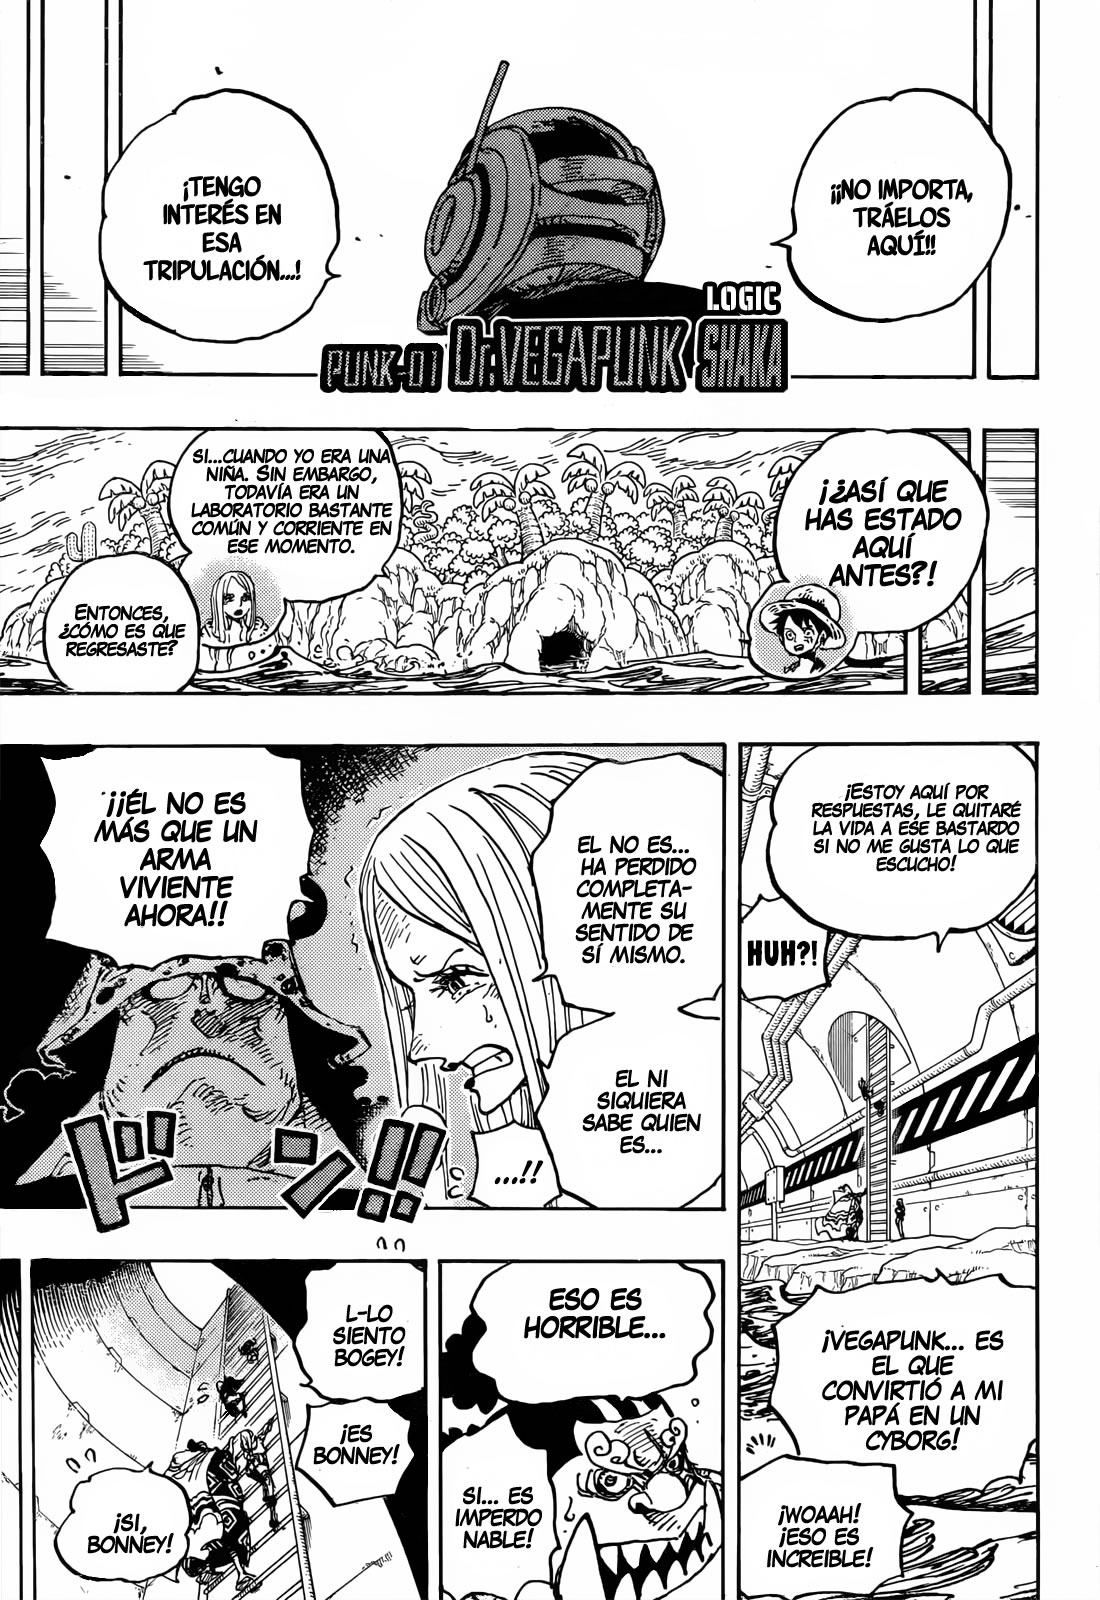 ¡¡NO IMPORTA,
TRÁELOS
AQUÍ!!
¡TENGO
INTERÉS EN
ESA
TRIPULACIÓN...!
LOGIC
PUNK-01 Dr.VEGAPUNK SHAKA
¡¿ASÍ QUE
HAS ESTADO
AQUÍ
ANTES?!
SI...CUANDO YO ERA UNA
NIÑA. SIN EMBARGO,
TODAVÍA ERA UN
LABORATORIO BASTANTE
COMÚN Y CORRIENTE EN
ESE MOMENTO.
ENTONCES,
¿CÓMO ES QUE
REGRESASTE?
¡ESTOY AQUÍ POR
RESPUESTAS, LE QUITARÉ
LA VIDA A ESE BASTARDO
SI NO ME GUSTA LO QUE
ESCUCHO!
HUH?!
¡VEGAPUNK... ES
EL QUE
CONVIRTIÓ A MI
PAPÁ EN UN
CYBORG!
¡WOAAH!
¡ESO ES
INCREIBLE!
EL NO ES...
HA PERDIDO
COMPLETA-
MENTE SU
SENTIDO DE
SÍ MISMO.
EL NI
SIQUIERA
SABE QUIEN
ES...
...!!
¡¡ÉL NO ES
MÁS QUE UN
ARMA
VIVIENTE
AHORA!!
ドン!!
ESO ES
HORRIBLE...
SI... ES
IMPERDO
NABLE!
L-LO
SIENTO
BOGEY!
¡ES
BONNEY!
¡SI,
BONNEY!